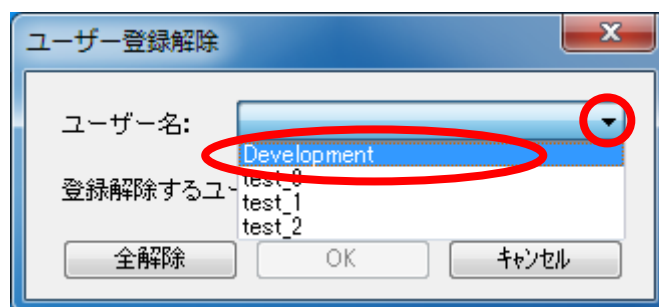 ユーザー登録解除
ユーザー名:
Development
登録解除するユー
test_0
test_1
test_2
全解除
OK
キャンセル